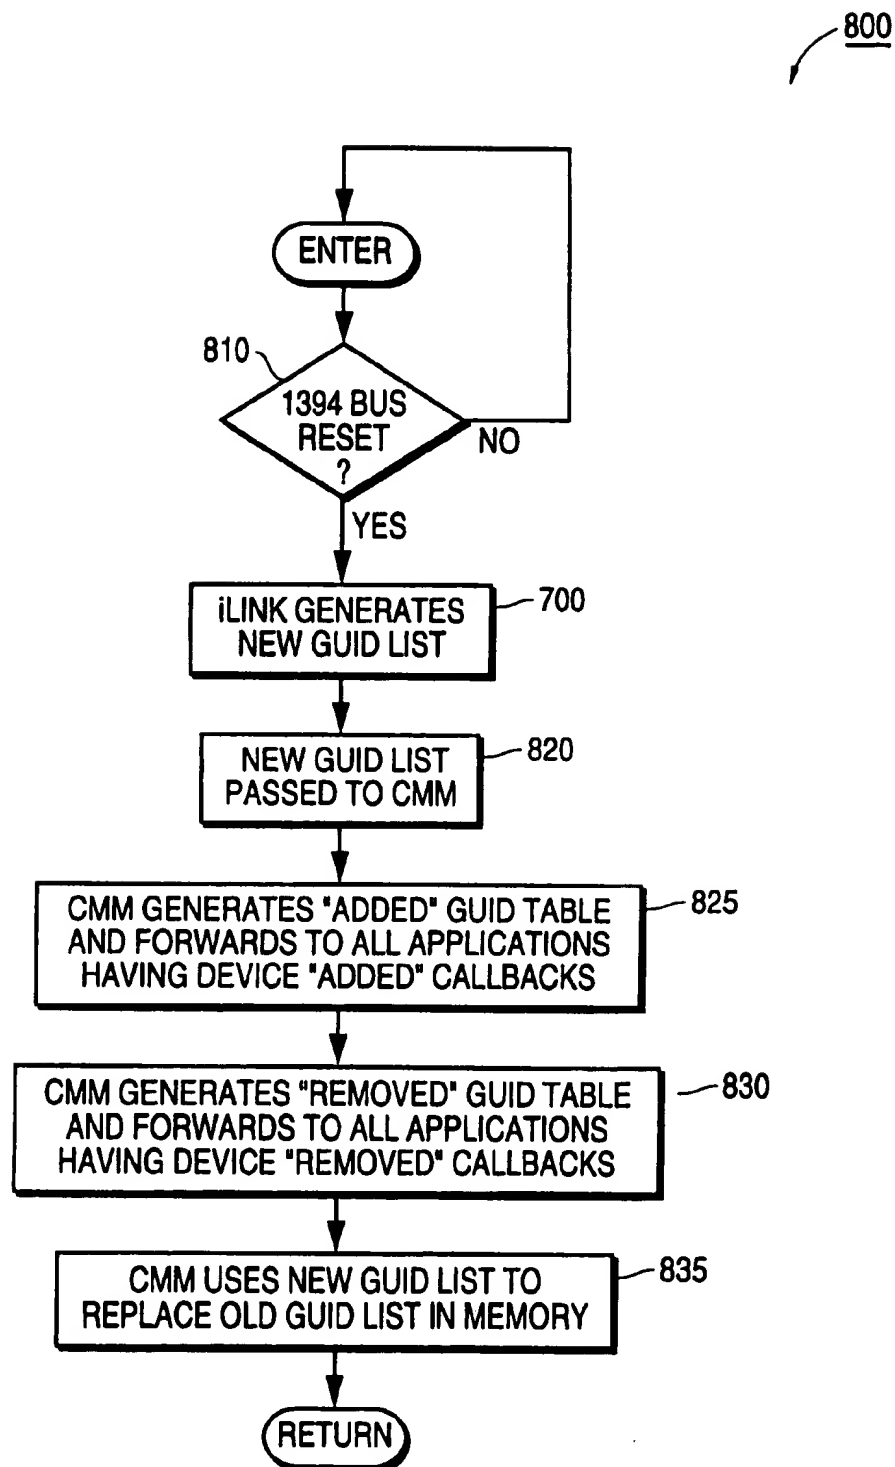 800
ENTER
810
1394 BUS
RESET
?
NO
YES
iLINK GENERATES
NEW GUID LIST
700
NEW GUID LIST
PASSED TO CMM
820
CMM GENERATES "ADDED" GUID TABLE
AND FORWARDS TO ALL APPLICATIONS
HAVING DEVICE "ADDED" CALLBACKS
825
CMM GENERATES "REMOVED" GUID TABLE
AND FORWARDS TO ALL APPLICATIONS
HAVING DEVICE "REMOVED" CALLBACKS
830
CMM USES NEW GUID LIST TO
REPLACE OLD GUID LIST IN MEMORY
835
RETURN